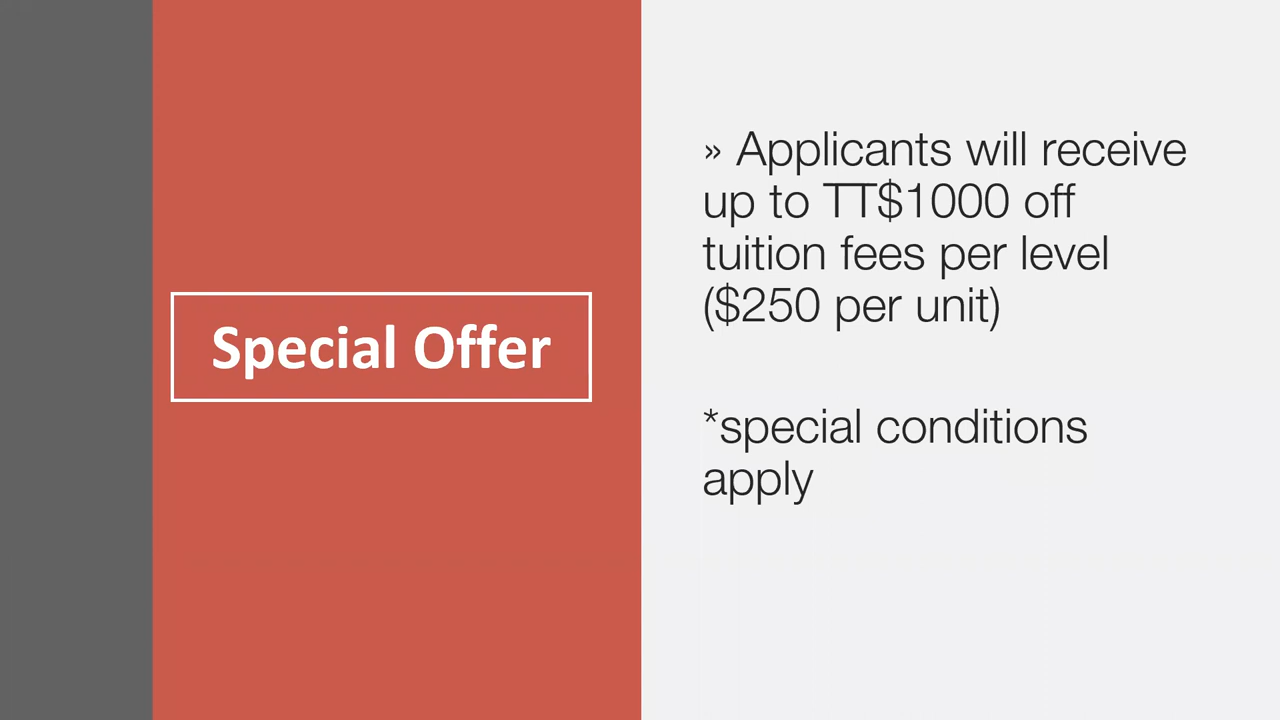 Special Offer
» Applicants will receive
up to TT$1000 off
tuition fees per level
($250 per unit)
*special conditions
apply